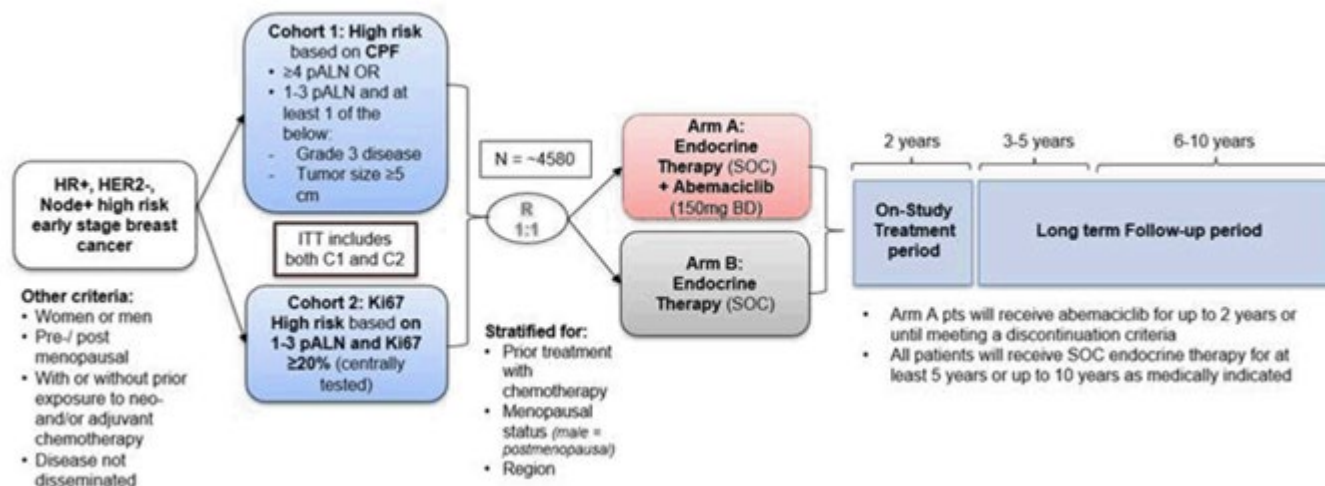 HR+, HER2-,
Node+ high risk
early stage breast
cancer
Other criteria:
• Women or men
• Pre-/ post
menopausal
• With or without prior
exposure to neo-
and/or adjuvant
chemotherapy
• Disease not
disseminated
Cohort 1: High risk
based on CPF
• ≥4 pALN OR
• 1-3 pALN and at
least 1 of the
below:
- Grade 3 disease
- Tumor size ≥5
cm
ITT includes
both C1 and C2
Cohort 2: Ki67
High risk based on
1-3 pALN and Ki67
≥20% (centrally
tested)
N = ~4580
R
1:1
Stratified for:
• Prior treatment
with
chemotherapy
• Menopausal
status (male =
postmenopausal)
• Region
Arm A:
Endocrine
Therapy (SOC)
+ Abemaciclib
(150mg BD)
Arm B:
Endocrine
Therapy (SOC)
2 years
3-5 years
6-10 years
On-Study
Treatment
period
Long term Follow-up period
• Arm A pts will receive abemaciclib for up to 2 years or
until meeting a discontinuation criteria
• All patients will receive SOC endocrine therapy for at
least 5 years or up to 10 years as medically indicated